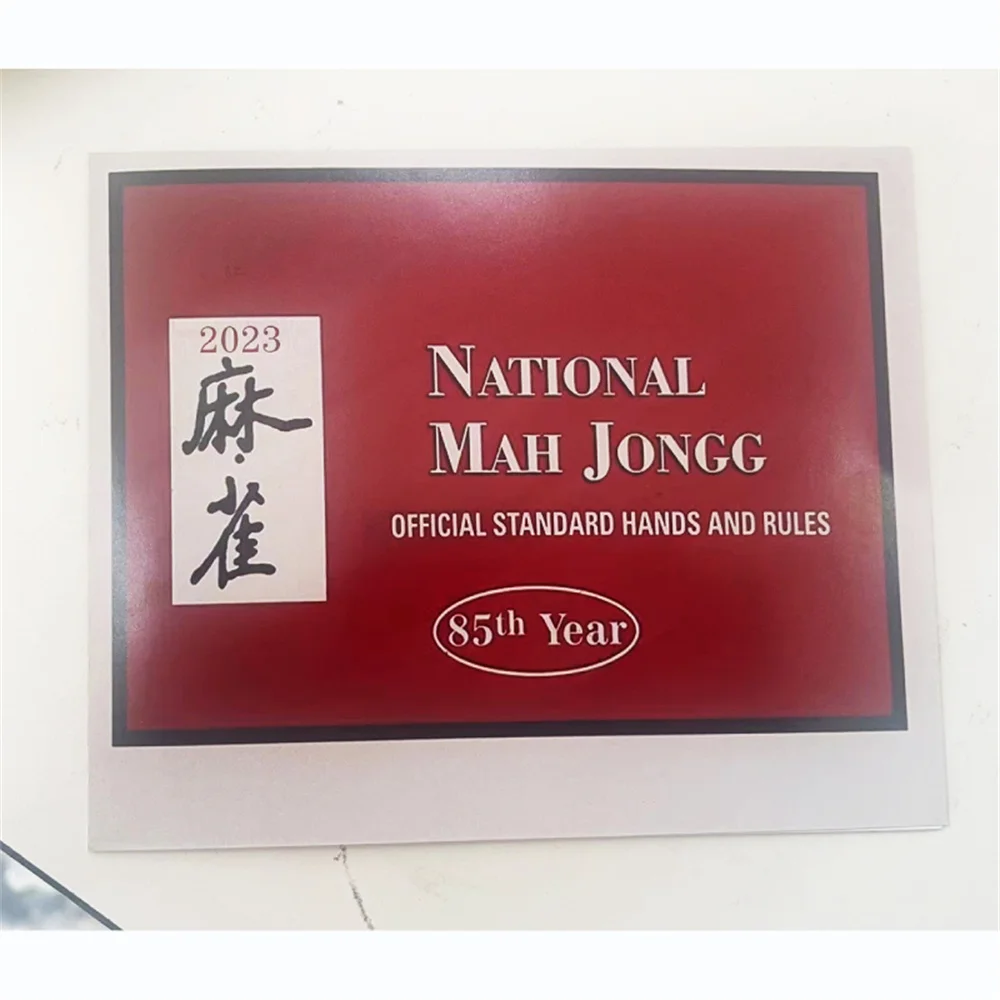 2023
麻雀
NATIONAL
MAH JONGG
OFFICIAL STANDARD HANDS AND RULES
85th Year